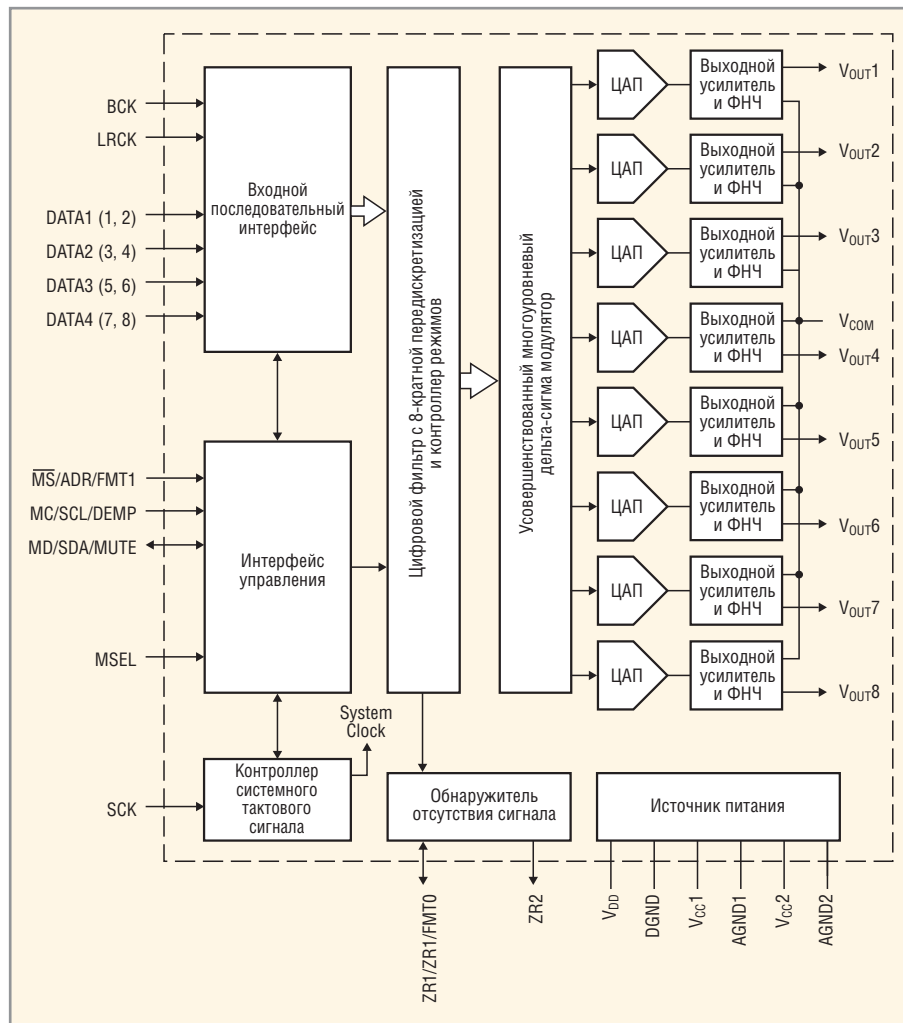 BCK
LRCK
DATA1 (1, 2)
DATA2 (3, 4)
DATA3 (5, 6)
DATA4 (7, 8)
Входной
последовательный
интерфейс
MS/ADR/FMT1
MC/SCL/DEMP
MD/SDA/MUTE
MSEL
Интерфейс
управления
SCK
Контроллер
системного
тактового
сигнала
System
Clock
Цифровой фильтр с 8-кратной передискретизацией
и контроллер режимов
Усовершенствованный многоуровневый
дельта-сигма модулятор
ЦАП
Выходной
усилитель
и ФНЧ
VOUT1
ЦАП
Выходной
усилитель
и ФНЧ
VOUT2
ЦАП
Выходной
усилитель
и ФНЧ
VOUT3
ЦАП
Выходной
усилитель
и ФНЧ
VCOM
VOUT4
ЦАП
Выходной
усилитель
и ФНЧ
VOUT5
ЦАП
Выходной
усилитель
и ФНЧ
VOUT6
ЦАП
Выходной
усилитель
и ФНЧ
VOUT7
ЦАП
Выходной
усилитель
и ФНЧ
VOUT8
Обнаружитель
отсутствия сигнала
ZR1/ZR1/FMT0
ZR2
Источник питания
VDD
DGND
VCC1
AGND1
VCC2
AGND2